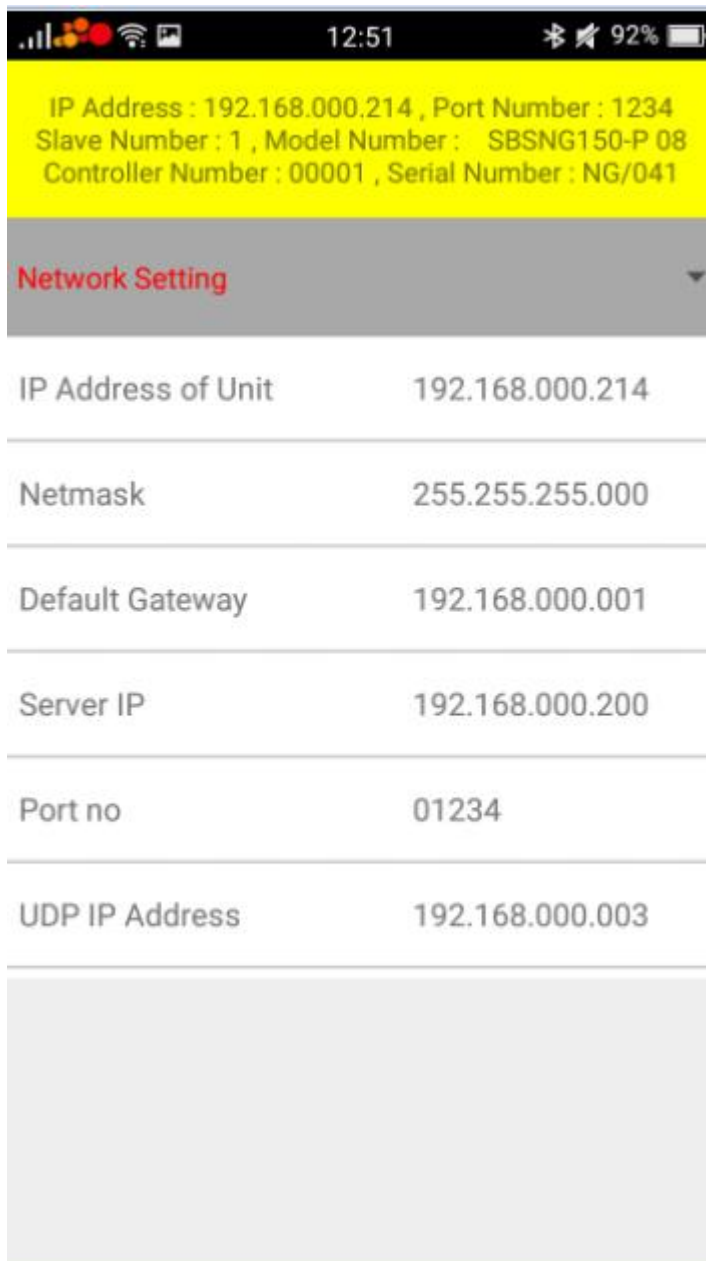 12:51 92%
IP Address : 192.168.000.214 , Port Number : 1234
Slave Number : 1 , Model Number : SBSNG150-P 08
Controller Number : 00001 , Serial Number : NG/041
Network Setting
IP Address of Unit 192.168.000.214
Netmask 255.255.255.000
Default Gateway 192.168.000.001
Server IP 192.168.000.200
Port no 01234
UDP IP Address 192.168.000.003